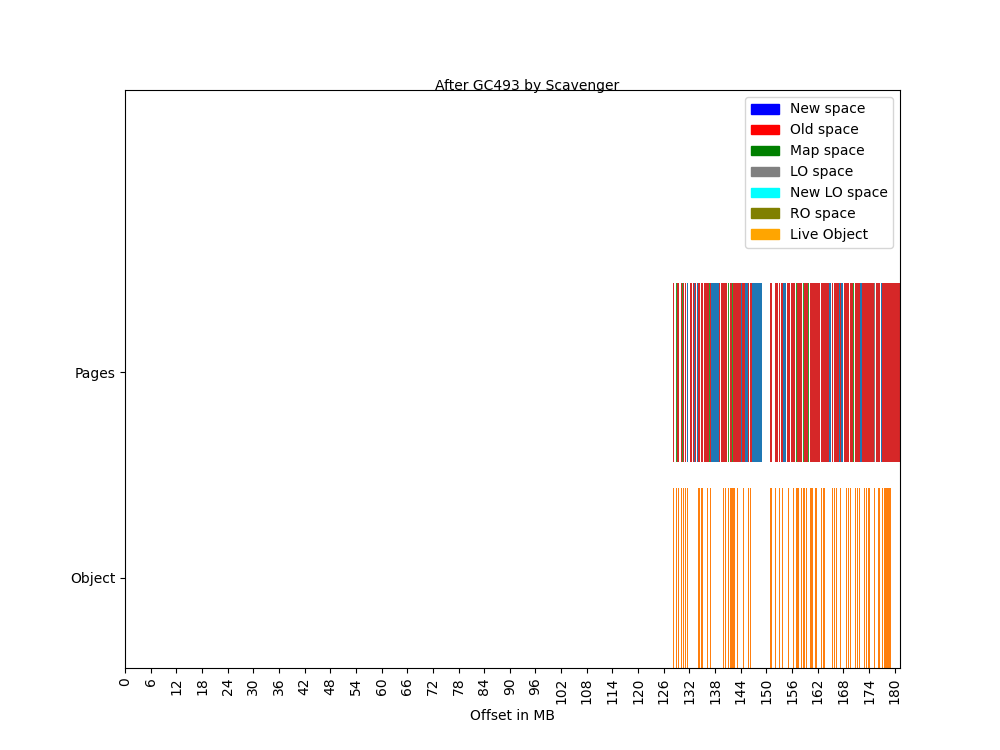 After GC493 by Scavenger
New space
Old space
Map space
LO space
New LO space
RO space
Live Object
Pages
Object
0 6 12 18 24 30 36 42 48 54 60 66 72 78 84 90 96 102 108 114 120 126 132 138 144 150 156 162 168 174 180
Offset in MB